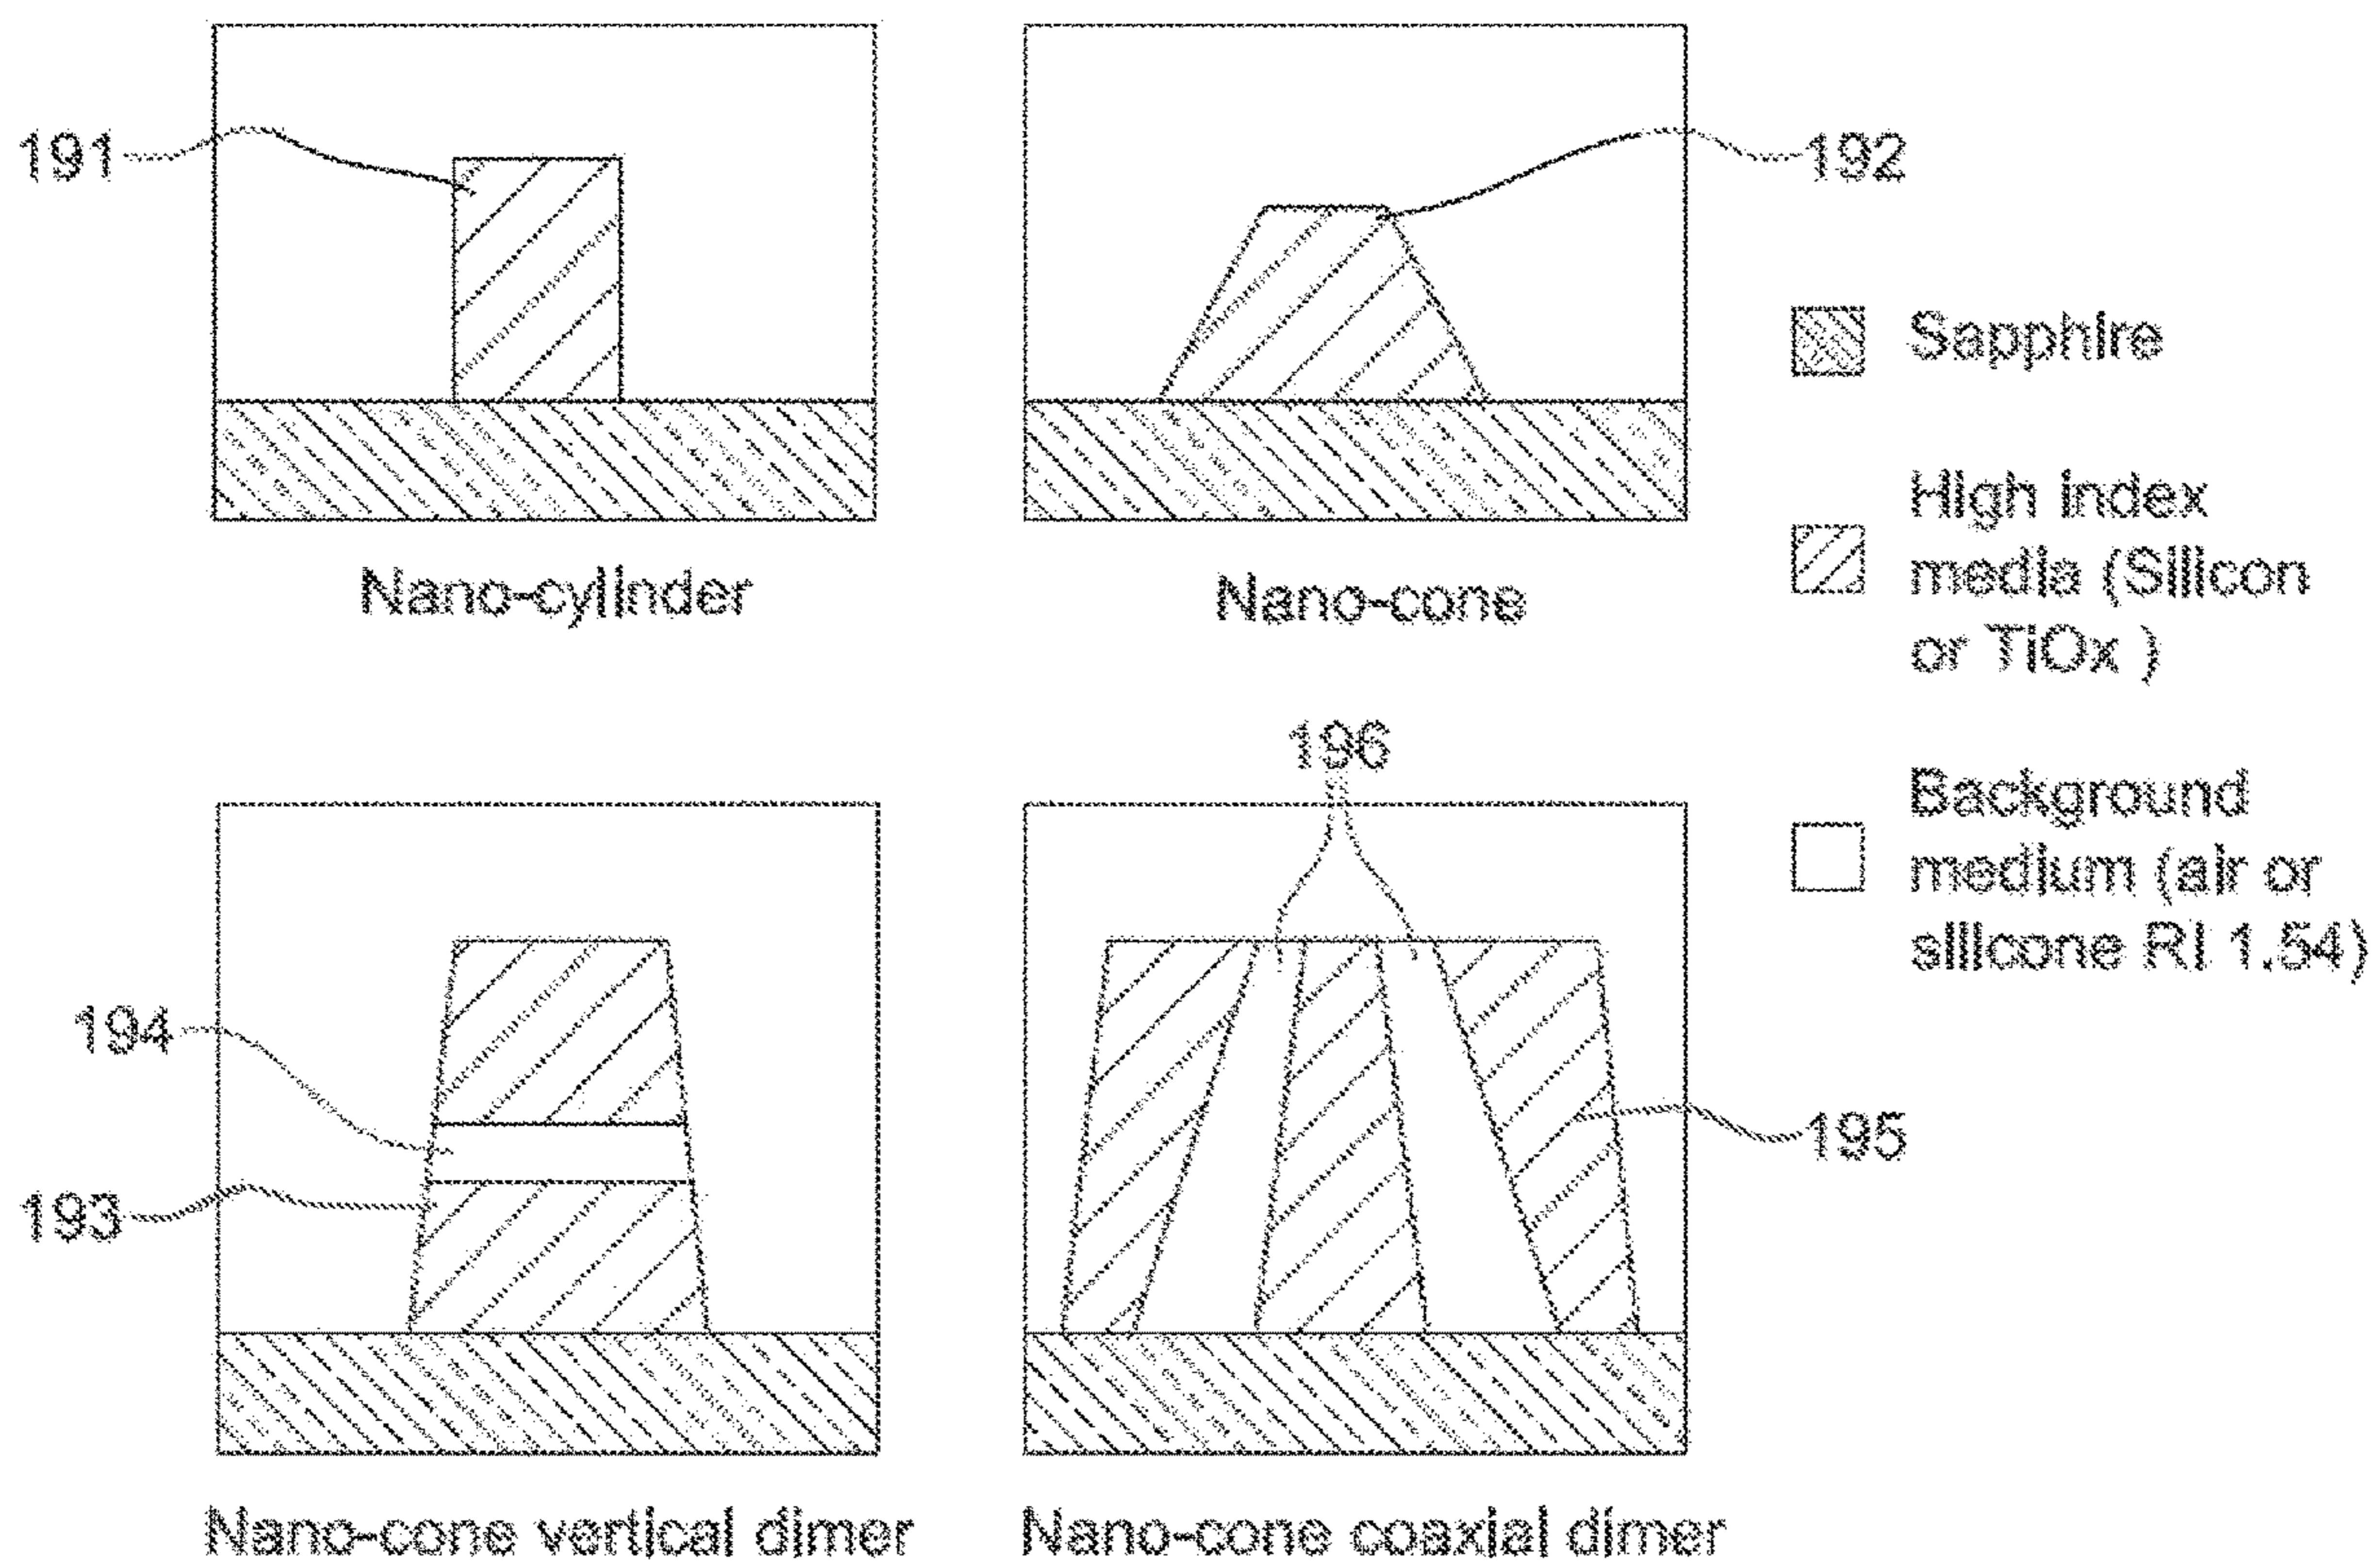 191
192
Nano-cylinder
Nano-cone
Sapphire
High index
media (Silicon
or TiOx )
Background
medium (air or
silicone RI 1.54)
196
194
193
195
Nano-cone vertical dimer
Nano-cone coaxial dimer